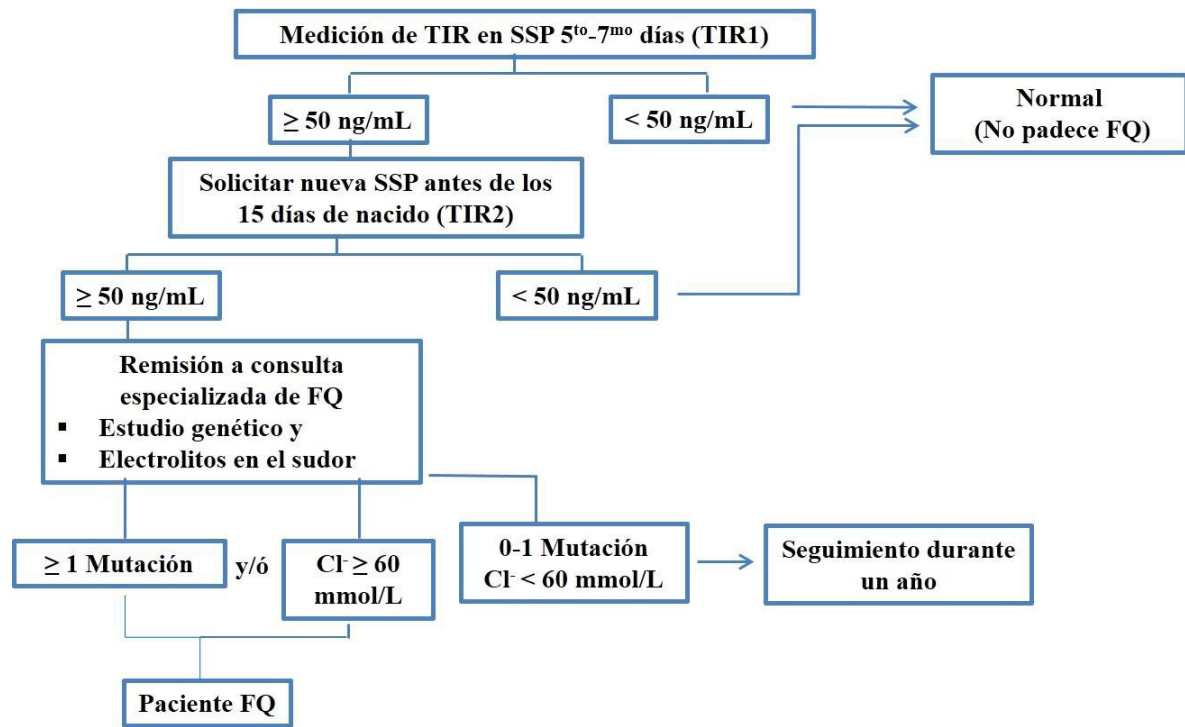 Medición de TIR en SSP 5ᵗᵒ-7ᵐᵒ días (TIR1)
≥ 50 ng/mL
< 50 ng/mL
Normal
(No padece FQ)
Solicitar nueva SSP antes de los
15 días de nacido (TIR2)
≥ 50 ng/mL
< 50 ng/mL
Remisión a consulta
especializada de FQ
▪ Estudio genético y
▪ Electrolitos en el sudor
≥ 1 Mutación
y/ó
Cl⁻ ≥ 60
mmol/L
0-1 Mutación
Cl⁻ < 60 mmol/L
Seguimiento durante
un año
Paciente FQ